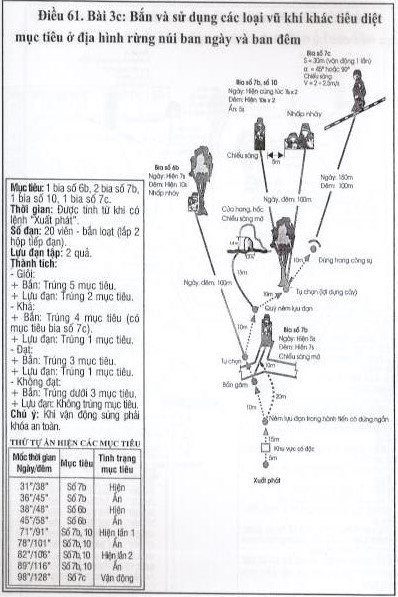 Điều 61. Bài 3c: Bắn và sử dụng các loại vũ khí khác tiêu diệt
mục tiêu ở địa hình rừng núi ban ngày và ban đêm
Bia số 7c
S = 30m (vận động 1 lần)
α = 45° hoặc 90°
Chiếu sáng
V = 2 - 2,5m/s
Bia số 7b, số 10
Ngày: Hiện cùng lúc 7s x 2
Đêm: Hiện 10s x 2
Ẩn: 5s
Nhấp nháy
Chiếu sáng
5m
Bia số 6b
Ngày: Hiện 7s
Đêm: Hiện 10s
Nhấp nháy
Ngày: 150m
Đêm: 100m
Ngày, đêm: 100m
Cửa hang, hốc
Chiếu sáng mờ
15m
Ngày, đêm: 100m
Đứng trong công sự
10m
Tự chọn (lợi dụng cây)
10m
Quỳ ném lựu đạn
10m
Bia số 7b
Ngày: Hiện 5s
Đêm: Hiện 7s
Chiếu sáng mờ
Tự chọn
10m
Bắn găm
20m
10m
Ném lựu đạn trong hành tiến có dừng ngắn
15m
Khu vực có độc
5m
Xuất phát
Mục tiêu: 1 bia số 6b, 2 bia số 7b,
1 bia số 10, 1 bia số 7c.
Thời gian: Được tính từ khi có
lệnh "Xuất phát".
Số đạn: 20 viên - bắn loạt (lắp 2
hộp tiếp đạn).
Lựu đạn tập: 2 quả.
Thành tích:
- Giỏi:
+ Bắn: Trúng 5 mục tiêu.
+ Lựu đạn: Trúng 2 mục tiêu.
- Khá:
+ Bắn: Trúng 4 mục tiêu (có
mục tiêu bia số 7c).
+ Lựu đạn: Trúng 1 mục tiêu.
- Đạt:
+ Bắn: Trúng 3 mục tiêu.
+ Lựu đạn: Trúng 1 mục tiêu.
- Không đạt:
+ Bắn: Trúng dưới 3 mục tiêu.
+ Lựu đạn: Không trúng mục tiêu.
Chú ý: Khi vận động súng phải
khóa an toàn.
THỨ TỰ ẨN HIỆN CÁC MỤC TIÊU
Mốc thời gian Ngày/đêm Mục tiêu Tình trạng mục tiêu
31"/38" Số 7b Hiện
36"/45" Số 7b Ẩn
38"/48" Số 6b Hiện
45"/58" Số 6b Ẩn
71"/91" Số 7b, 10 Hiện lần 1
78"/101" Số 7b, 10 Ẩn
82"/106" Số 7b, 10 Hiện lần 2
89"/116" Số 7b, 10 Ẩn
98"/128" Số 7c Vận động